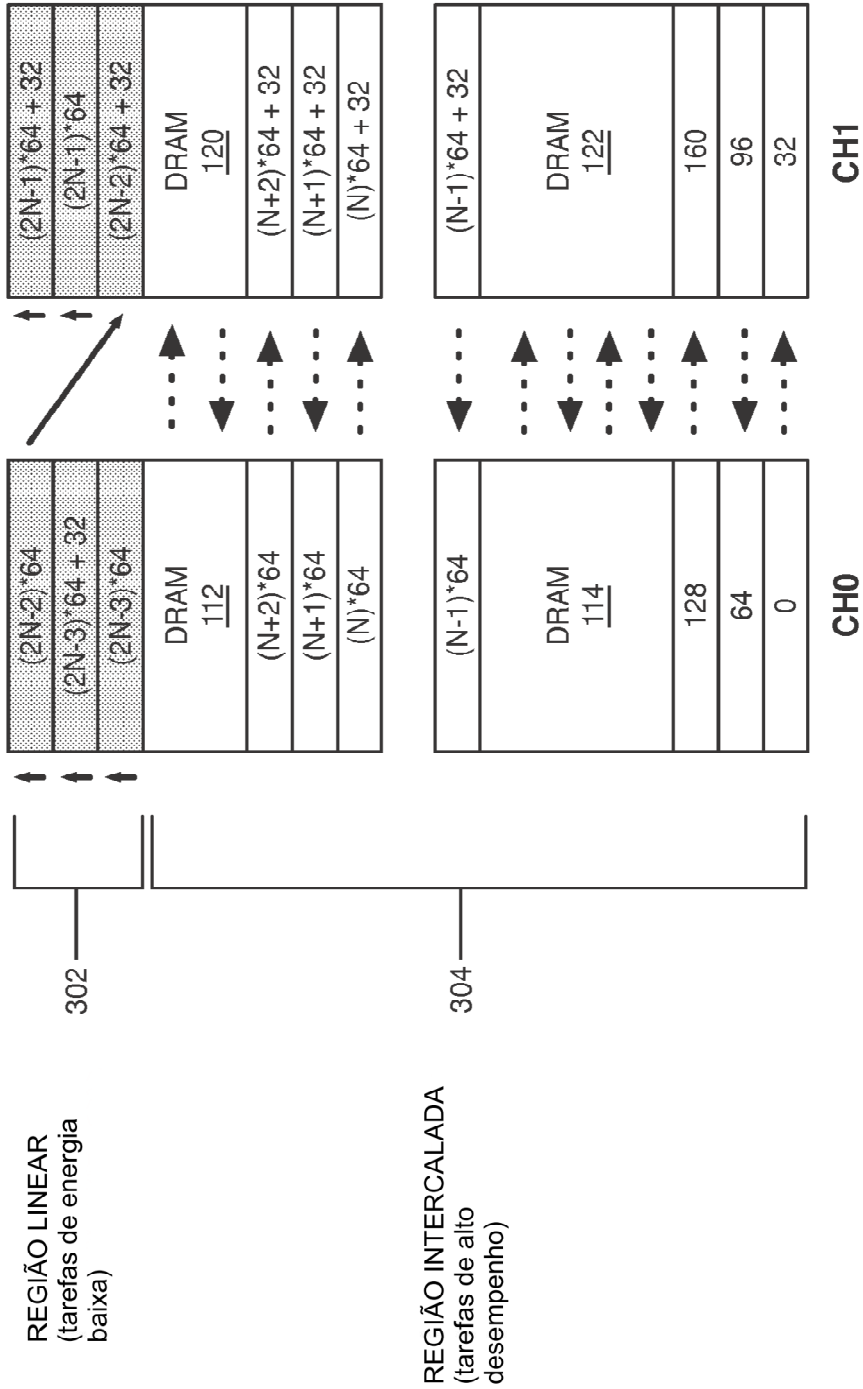 REGIÃO LINEAR
(tarefas de energia
baixa)
302
(2N-2)*64
(2N-3)*64 + 32
(2N-3)*64
DRAM
112
(N+2)*64
(N+1)*64
(N)*64
(2N-1)*64 + 32
(2N-1)*64
(2N-2)*64 + 32
DRAM
120
(N+2)*64 + 32
(N+1)*64 + 32
(N)*64 + 32
REGIÃO INTERCALADA
(tarefas de alto
desempenho)
304
(N-1)*64
DRAM
114
128
64
0
CH0
(N-1)*64 + 32
DRAM
122
160
96
32
CH1